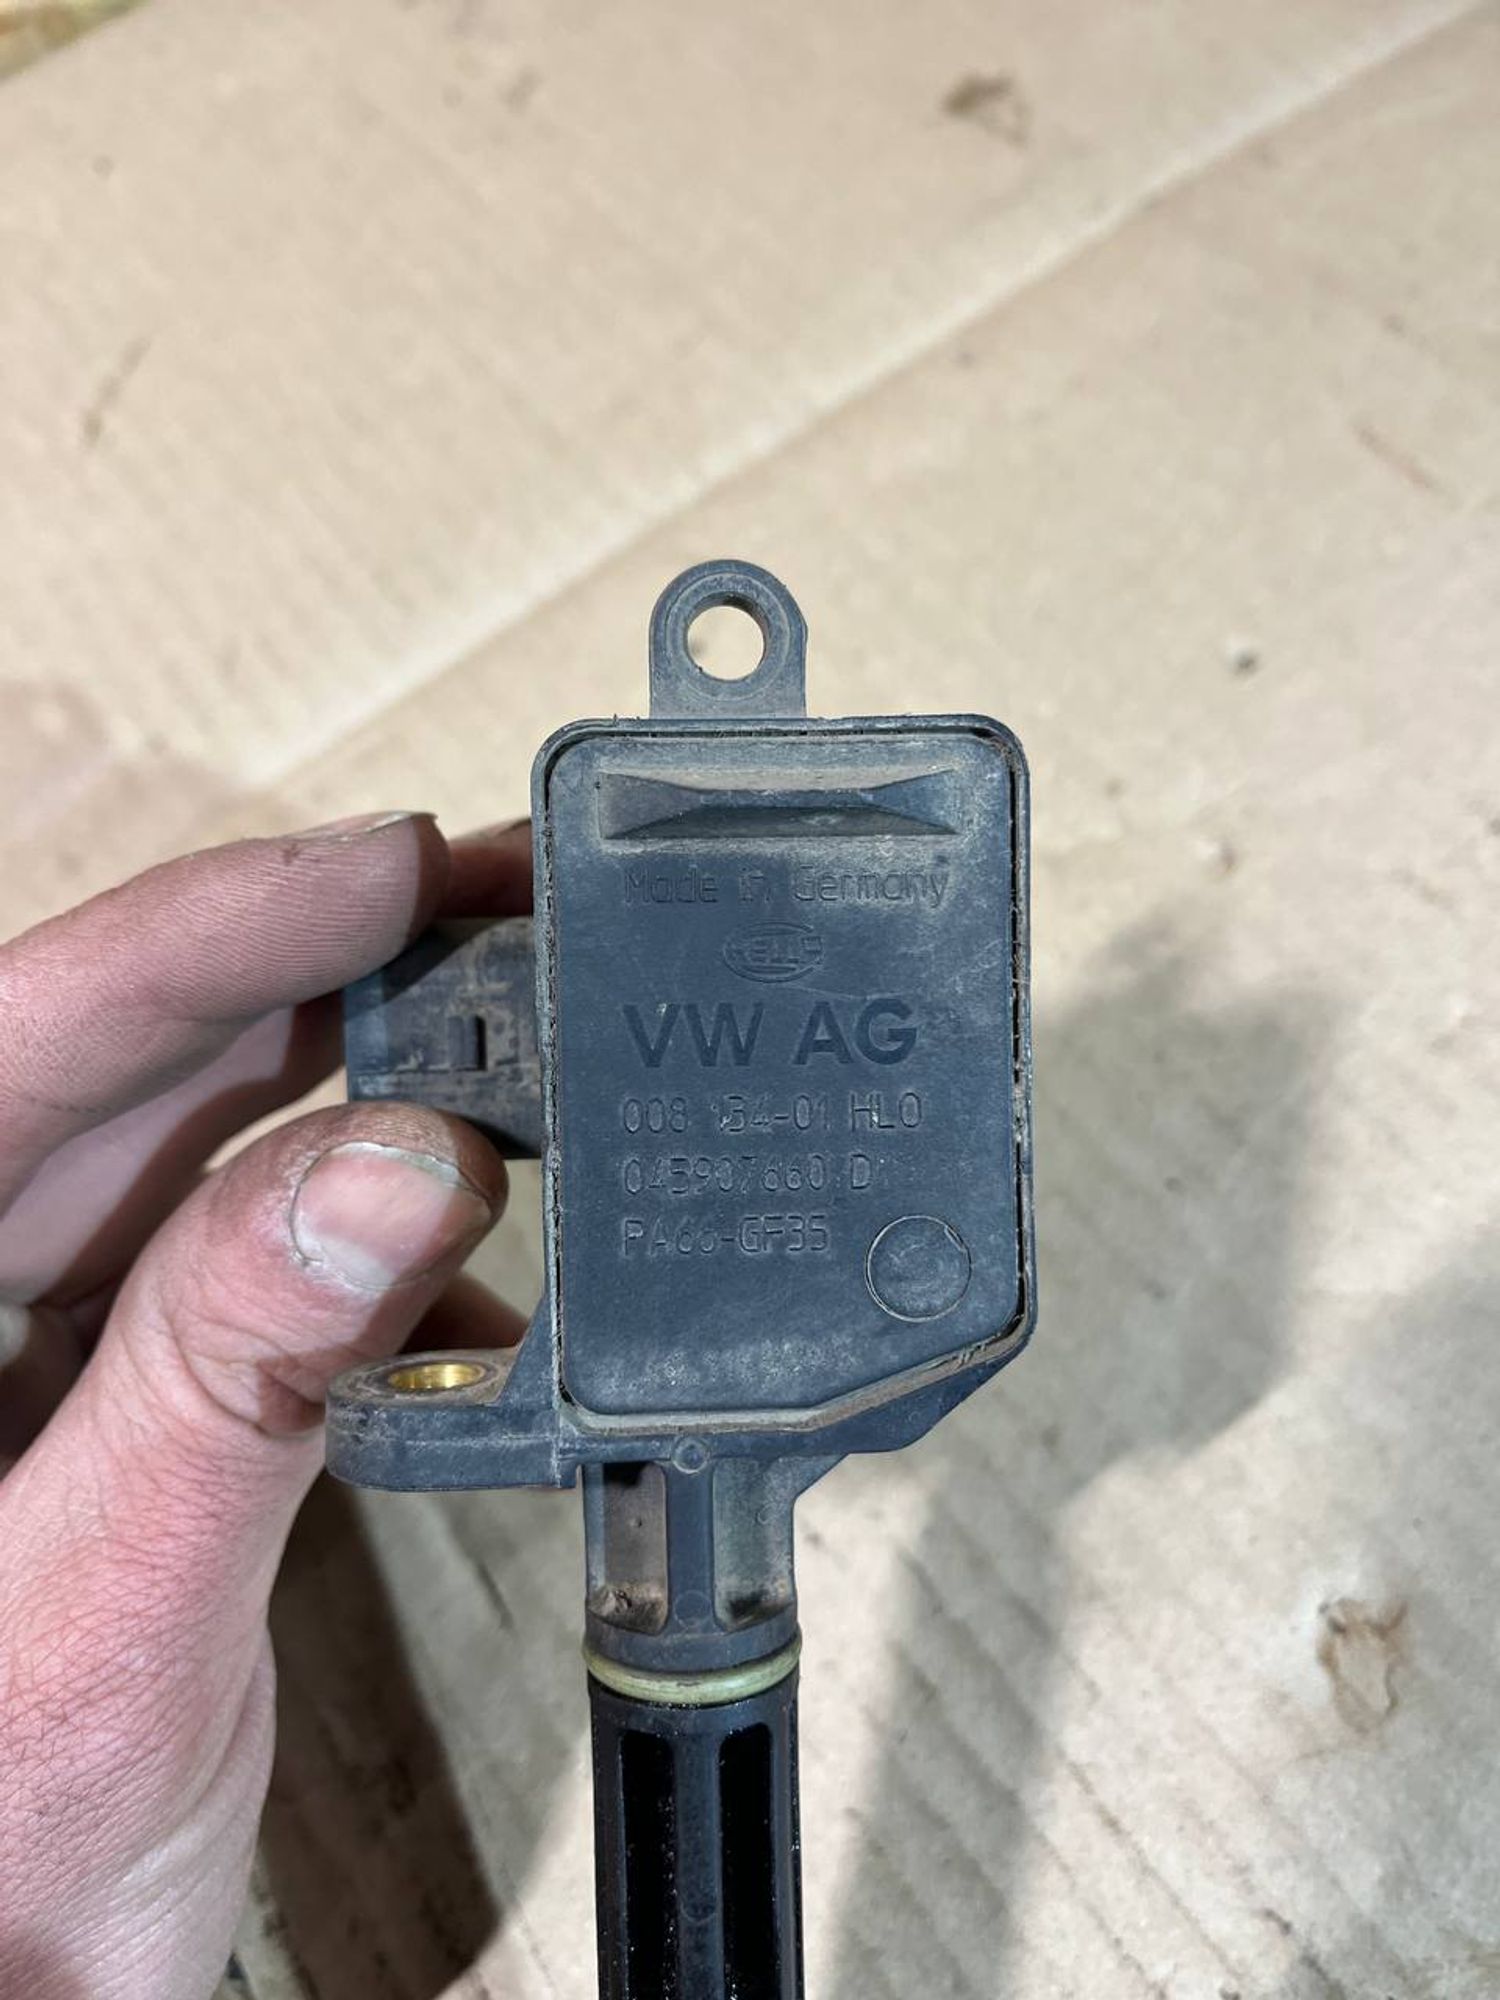 Made in Germany
HELLA
VW AG
008 134-01 HLO
045907660 D
PA66-GF35